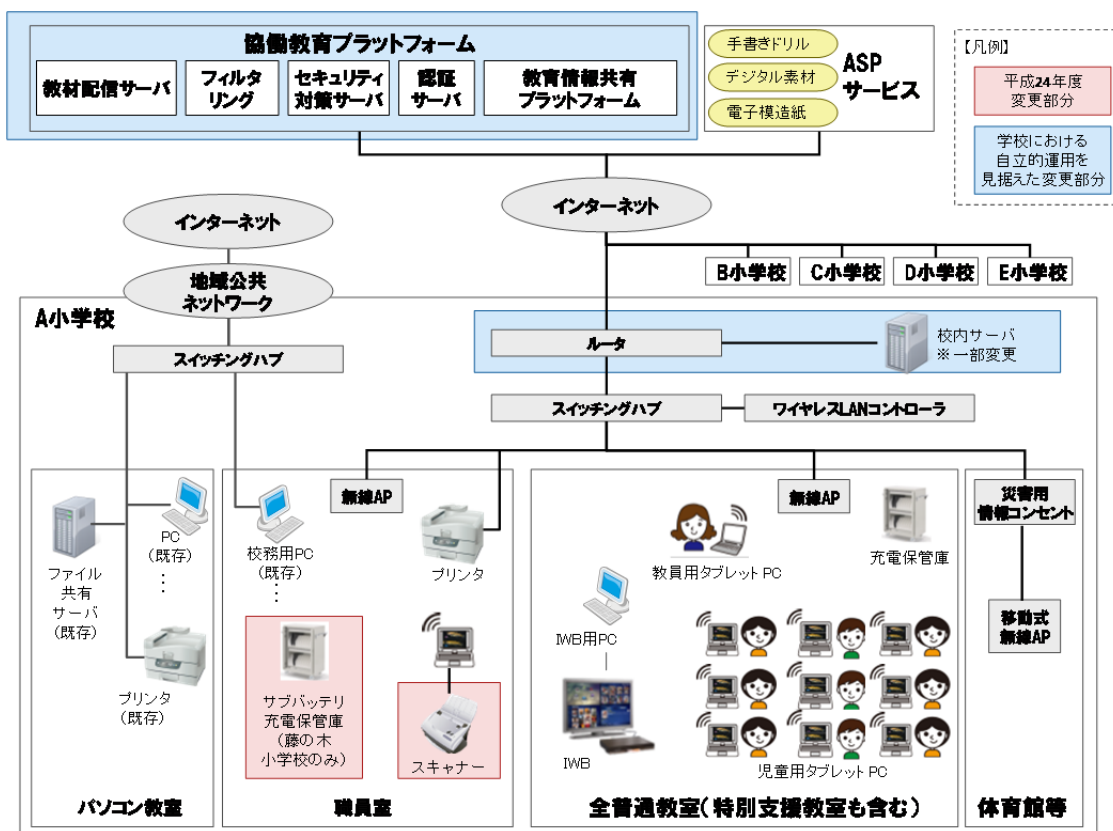 協働教育プラットフォーム
教材配信サーバ
フィルタ
リング
セキュリティ
対策サーバ
認証
サーバ
教育情報共有
プラットフォーム
手書きドリル
デジタル素材
電子模造紙
ASP
サービス
【凡例】
平成24年度
変更部分
学校における
自立的運用を
見据えた変更部分
インターネット
インターネット
地域公共
ネットワーク
B小学校
C小学校
D小学校
E小学校
A小学校
スイッチングハブ
ルータ
校内サーバ
※一部変更
スイッチングハブ
ワイヤレスLANコントローラ
ファイル
共有
サーバ
(既存)
PC
(既存)
⋮
プリンタ
(既存)
パソコン教室
無線AP
校務用PC
(既存)
⋮
プリンタ
サブバッテリ
充電保管庫
(藤の木
小学校のみ)
スキャナー
職員室
無線AP
教員用タブレットPC
充電保管庫
IWB用PC
IWB
児童用タブレットPC
全普通教室(特別支援教室も含む)
災害用
情報コンセント
移動式
無線AP
体育館等